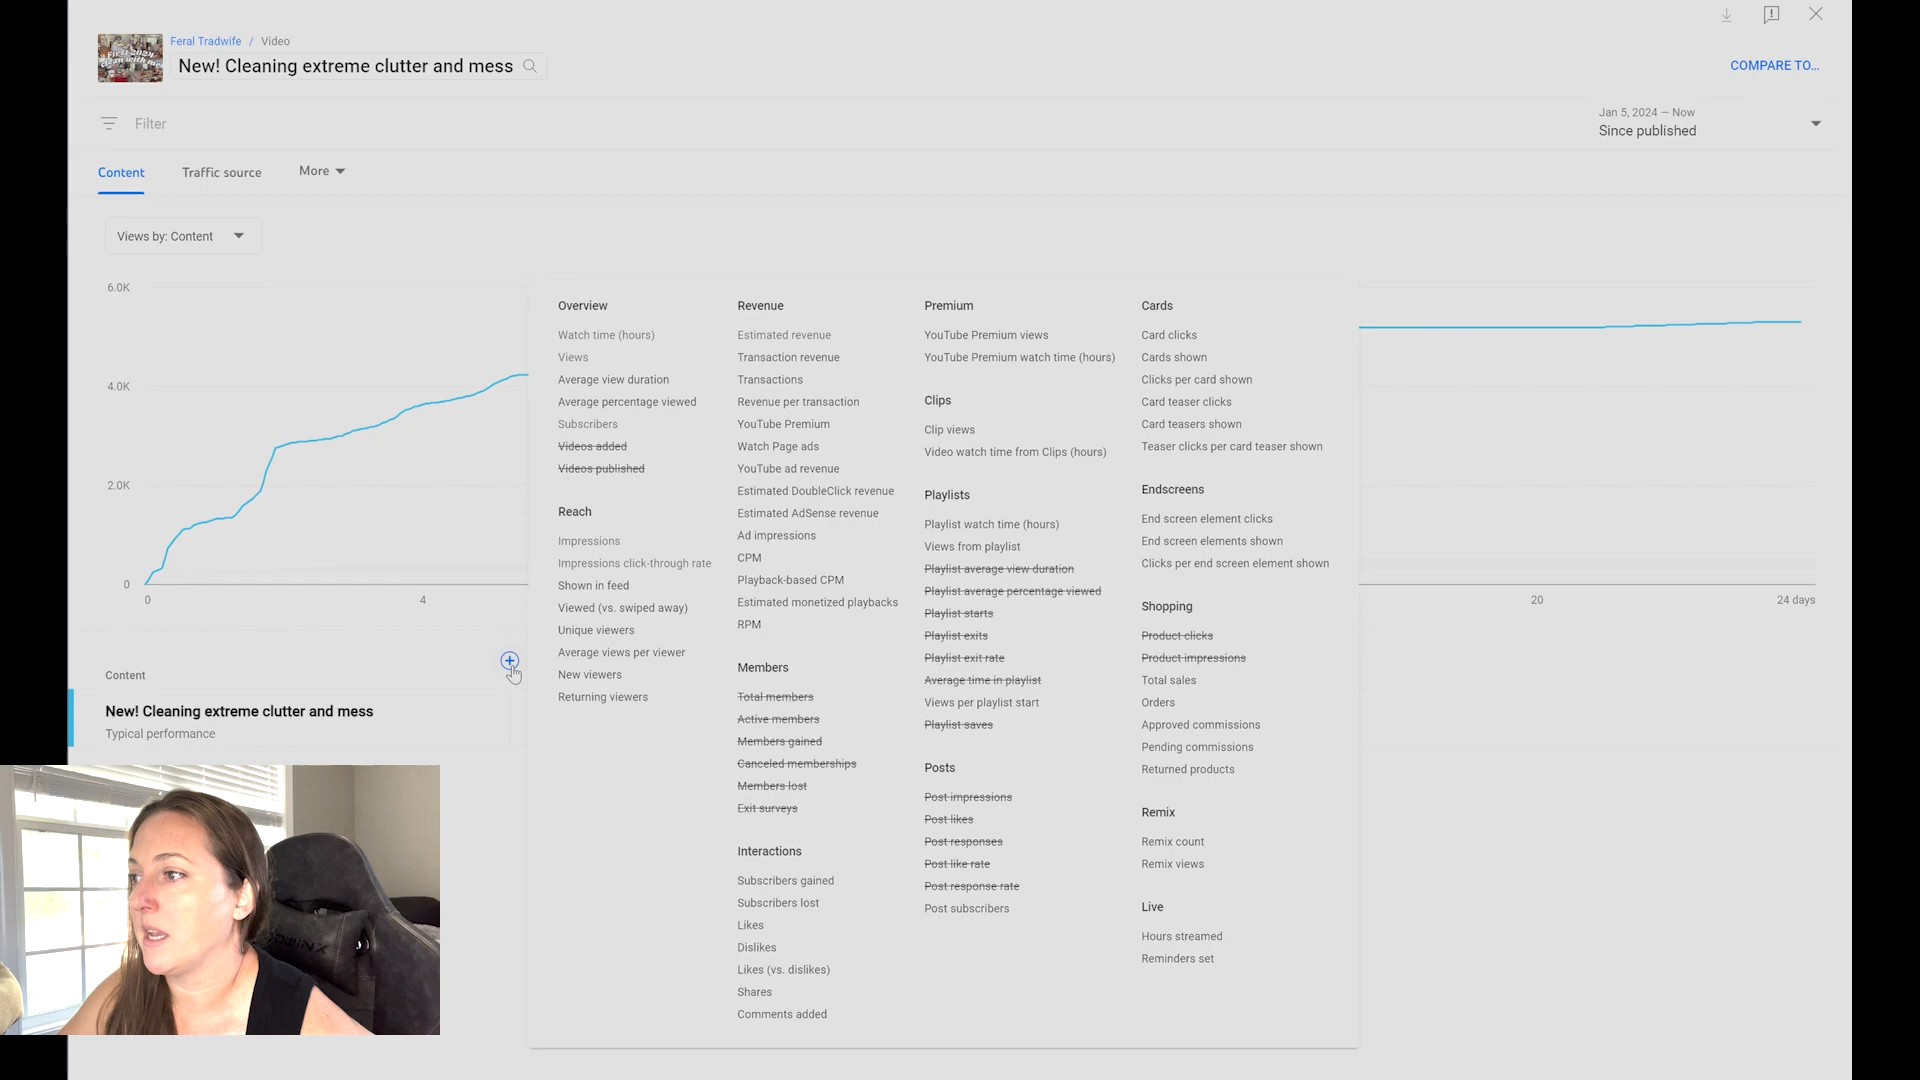 Feral Tradwife / Video
New! Cleaning extreme clutter and mess
COMPARE TO...
Filter
Jan 5, 2024 – Now
Since published
Content
Traffic source
More
Views by: Content
6.0K
4.0K
2.0K
0
0
4
20
24 days
Content
New! Cleaning extreme clutter and mess
Typical performance
Overview
Watch time (hours)
Views
Average view duration
Average percentage viewed
Subscribers
Videos added
Videos published
Reach
Impressions
Impressions click-through rate
Shown in feed
Viewed (vs. swiped away)
Unique viewers
Average views per viewer
New viewers
Returning viewers
Revenue
Estimated revenue
Transaction revenue
Transactions
Revenue per transaction
YouTube Premium
Watch Page ads
YouTube ad revenue
Estimated DoubleClick revenue
Estimated AdSense revenue
Ad impressions
CPM
Playback-based CPM
Estimated monetized playbacks
RPM
Members
Total members
Active members
Members gained
Canceled memberships
Members lost
Exit surveys
Interactions
Subscribers gained
Subscribers lost
Likes
Dislikes
Likes (vs. dislikes)
Shares
Comments added
Premium
YouTube Premium views
YouTube Premium watch time (hours)
Clips
Clip views
Video watch time from Clips (hours)
Playlists
Playlist watch time (hours)
Views from playlist
Playlist average view duration
Playlist average percentage viewed
Playlist starts
Playlist exits
Playlist exit rate
Average time in playlist
Views per playlist start
Playlist saves
Posts
Post impressions
Post likes
Post responses
Post like rate
Post response rate
Post subscribers
Cards
Card clicks
Cards shown
Clicks per card shown
Card teaser clicks
Card teasers shown
Teaser clicks per card teaser shown
Endscreens
End screen element clicks
End screen elements shown
Clicks per end screen element shown
Shopping
Product clicks
Product impressions
Total sales
Orders
Approved commissions
Pending commissions
Returned products
Remix
Remix count
Remix views
Live
Hours streamed
Reminders set